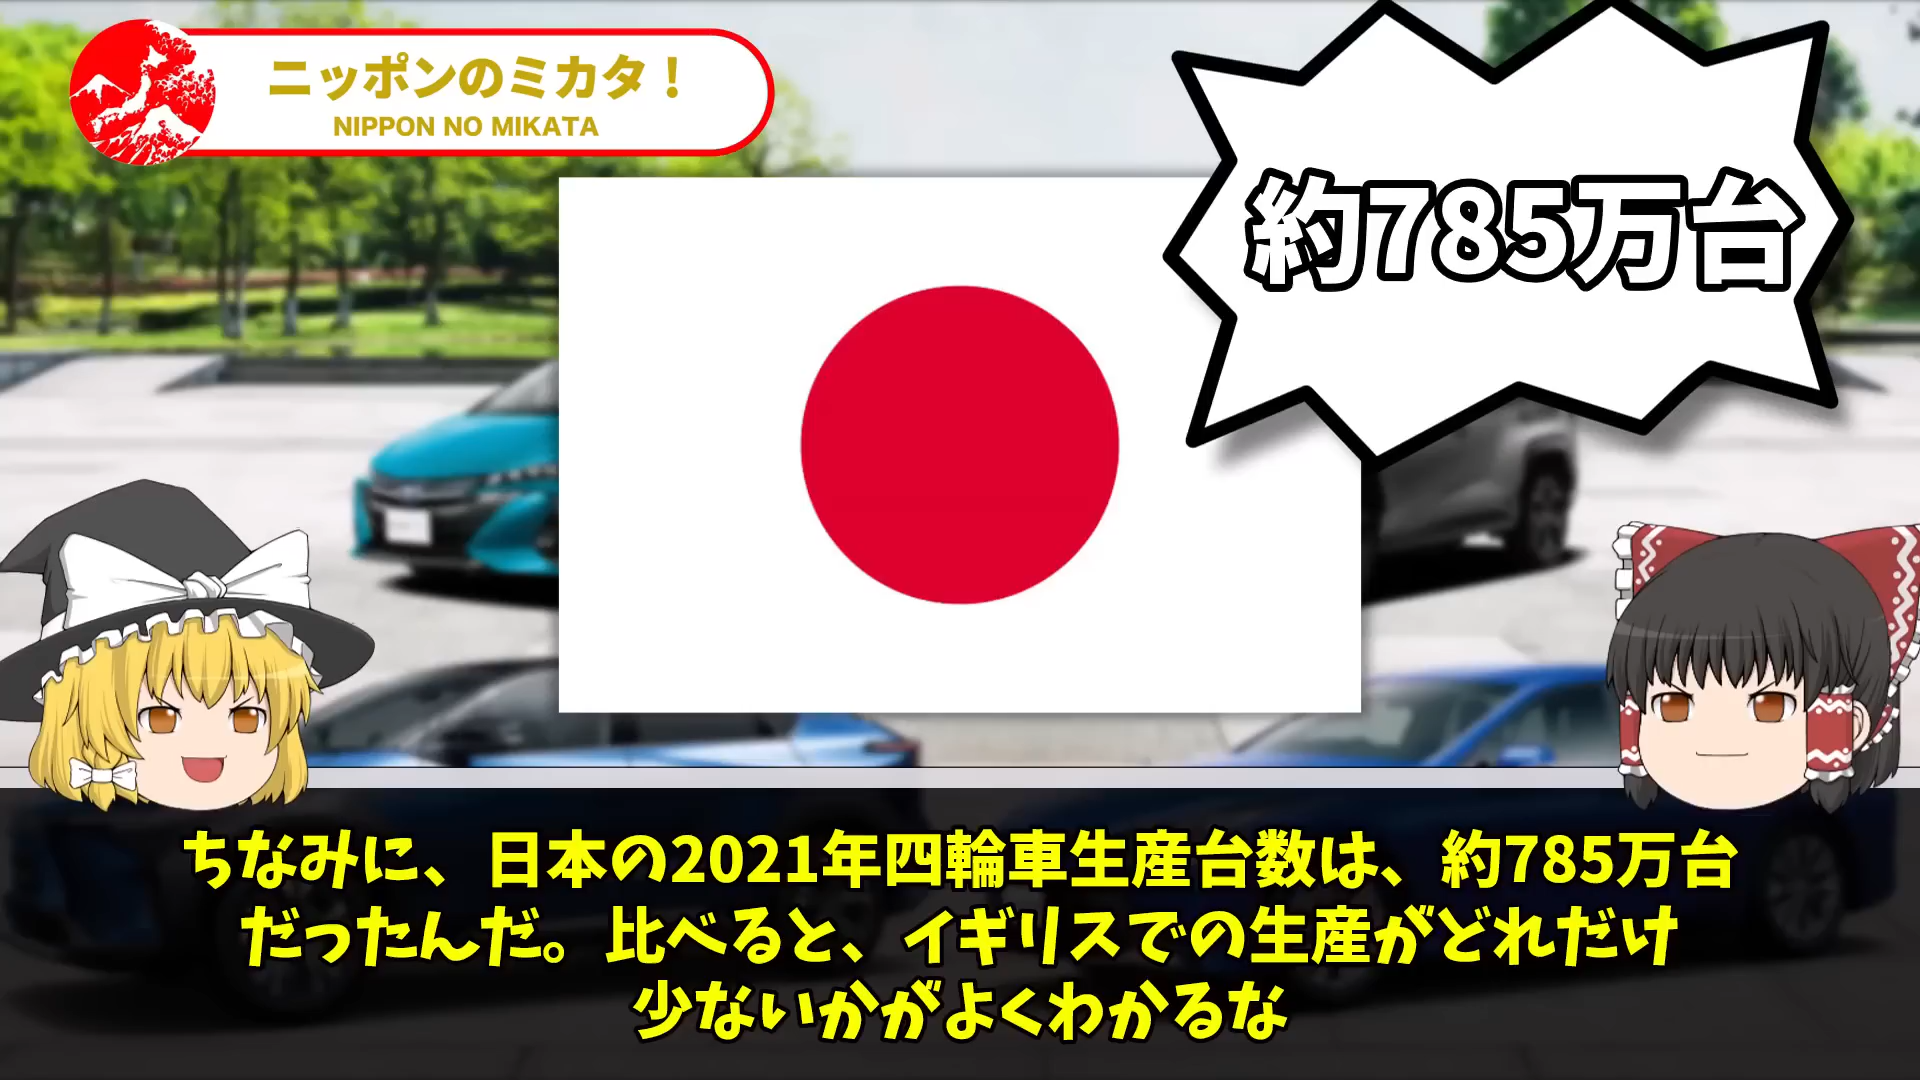 ニッポンのミカタ！
NIPPON NO MIKATA
約785万台
ちなみに、日本の2021年四輪車生産台数は、約785万台
だったんだ。比べると、イギリスでの生産がどれだけ
少ないかがよくわかるな